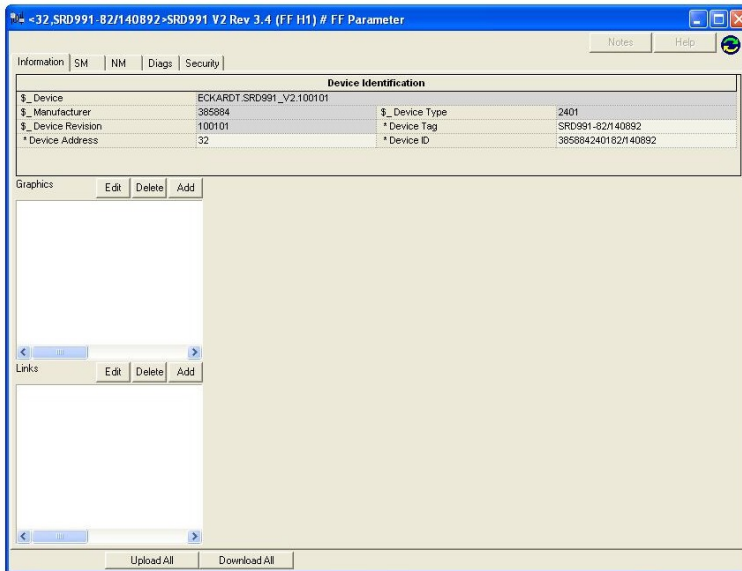 <32,SRD991-82/140892>SRD991 V2 Rev 3.4 (FF H1) # FF Parameter
Notes Help
Information SM NM Diags Security
Device Identification
$_Device ECKARDT.SRD991_V2.100101
$_Manufacturer 385884 $_Device Type 2401
$_Device Revision 100101 * Device Tag SRD991-82/140892
* Device Address 32 * Device ID 385884240182/140892
Graphics Edit Delete Add
Links Edit Delete Add
Upload All Download All